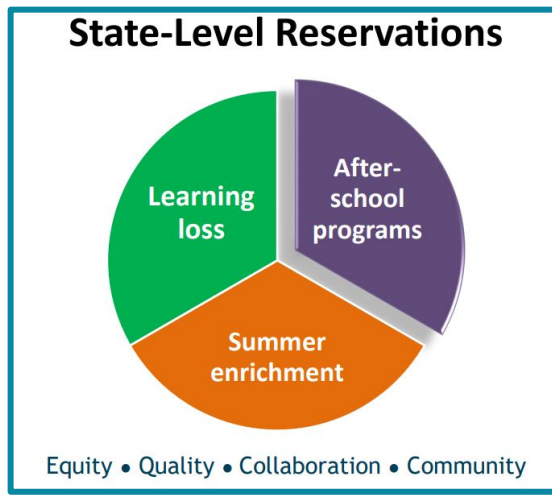 State-Level Reservations
After-
school
programs
Learning
loss
Summer
enrichment
Equity • Quality • Collaboration • Community